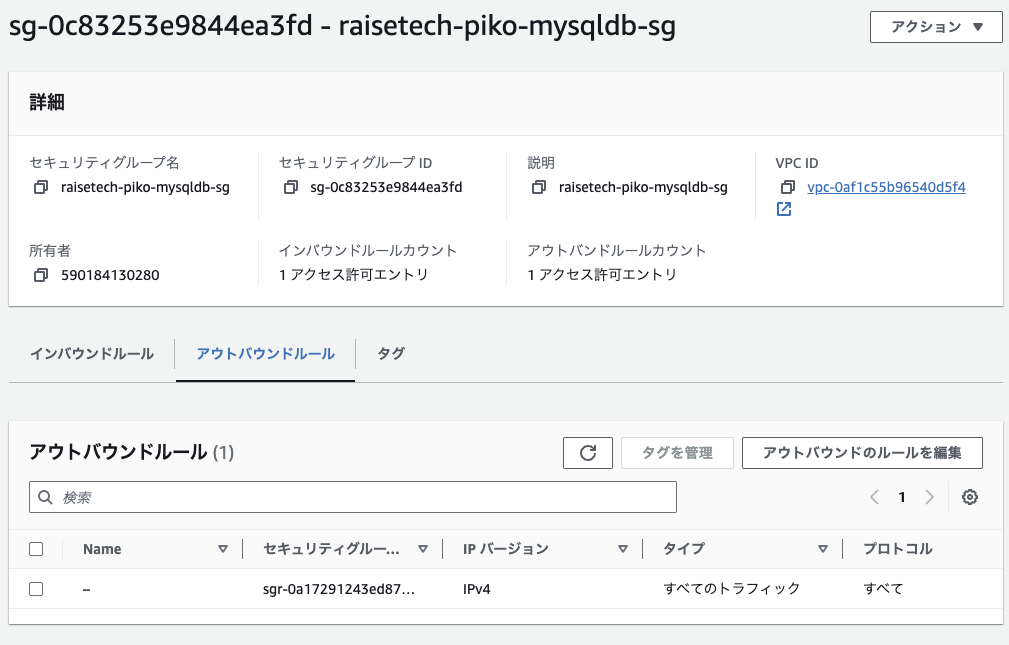 sg-0c83253e9844ea3fd - raisetech-piko-mysqldb-sg
アクション ▼
詳細
セキュリティグループ名
raisetech-piko-mysqldb-sg
セキュリティグループ ID
sg-0c83253e9844ea3fd
説明
raisetech-piko-mysqldb-sg
VPC ID
vpc-0af1c55b96540d5f4
所有者
590184130280
インバウンドルールカウント
1 アクセス許可エントリ
アウトバンドルールカウント
1 アクセス許可エントリ
インバウンドルール
アウトバウンドルール
タグ
アウトバウンドルール (1)
タグを管理
アウトバウンドのルールを編集
検索
1
Name セキュリティグルー... IP バージョン タイプ プロトコル
– sgr-0a17291243ed87... IPv4 すべてのトラフィック すべて